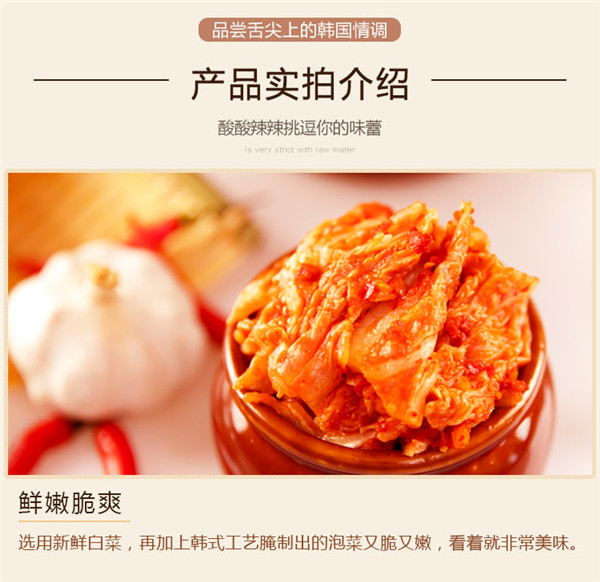 品尝舌尖上的韩国情调
产品实拍介绍
酸酸辣辣挑逗你的味蕾
Is very strict with raw mater
鲜嫩脆爽
选用新鲜白菜，再加上韩式工艺腌制出的泡菜又脆又嫩，看着就非常美味。